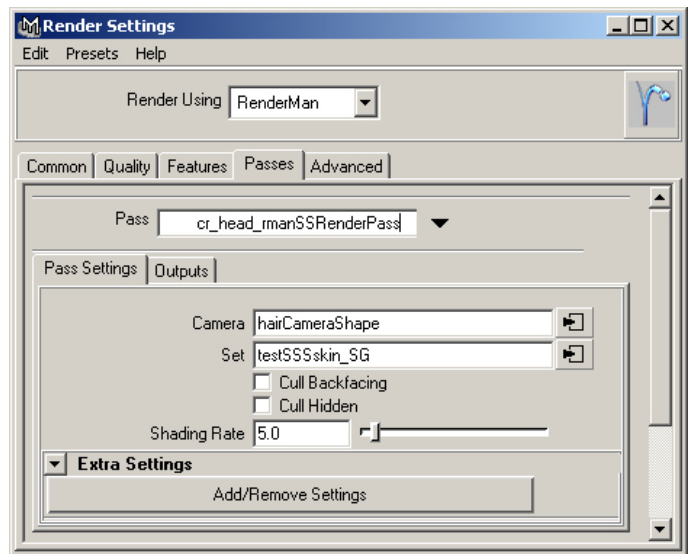 Render Settings
Edit Presets Help
Render Using RenderMan
Common Quality Features Passes Advanced
Pass cr_head_rmanSSRenderPass
Pass Settings Outputs
Camera hairCameraShape
Set testSSSskin_SG
Cull Backfacing
Cull Hidden
Shading Rate 5.0
Extra Settings
Add/Remove Settings